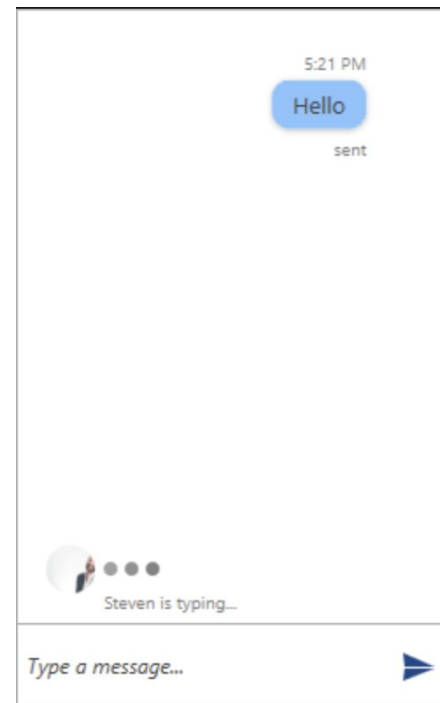 5:21 PM
Hello
sent
Steven is typing...
Type a message...